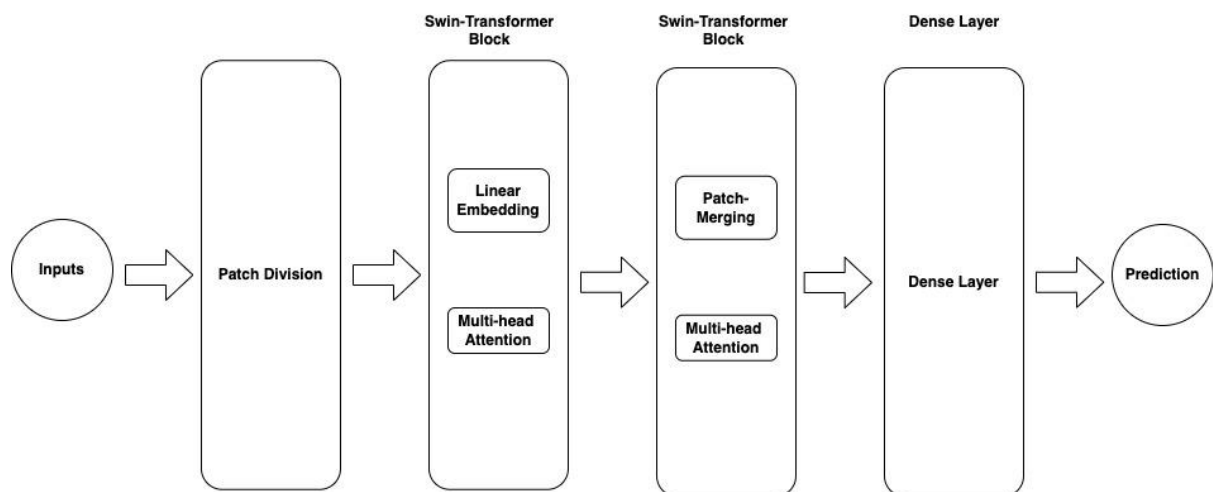 Swin-Transformer
Block
Swin-Transformer
Block
Dense Layer
Inputs
Patch Division
Linear
Embedding
Multi-head
Attention
Patch-
Merging
Multi-head
Attention
Dense Layer
Prediction